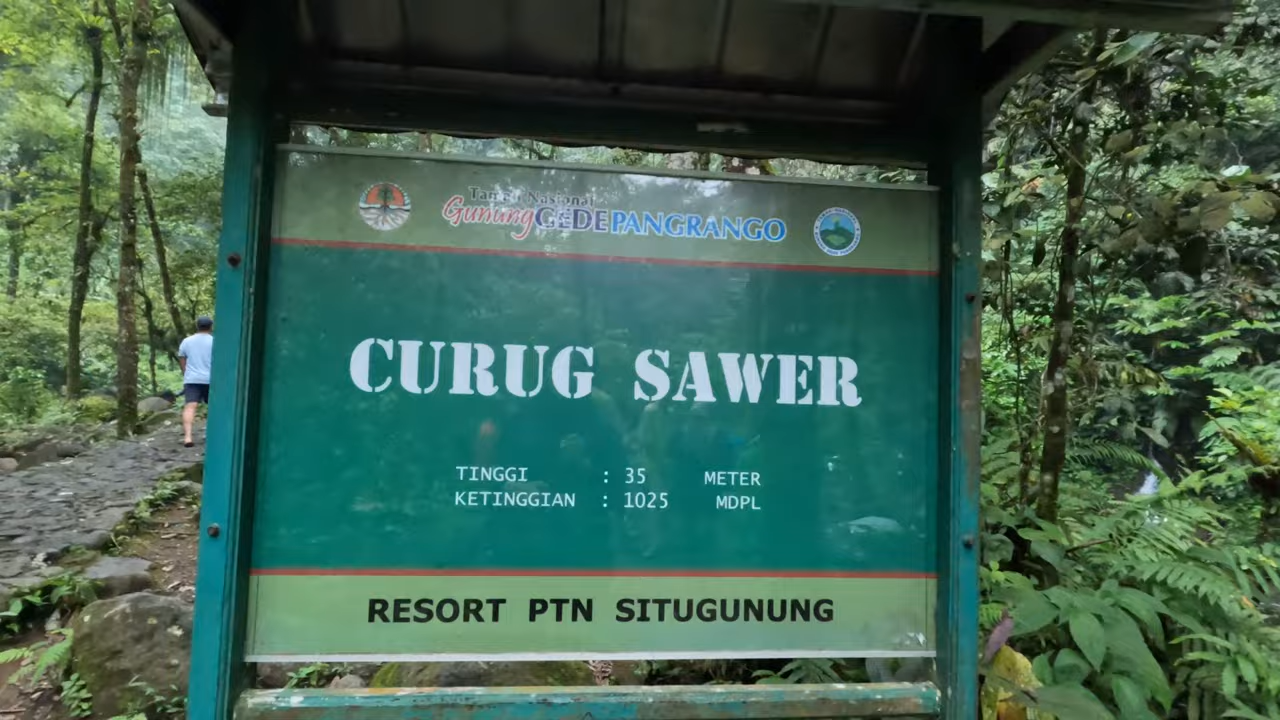 Taman Nasional
Gunung GEDE PANGRANGO
CURUG SAWER
TINGGI : 35 METER
KETINGGIAN : 1025 MDPL
RESORT PTN SITUGUNUNG